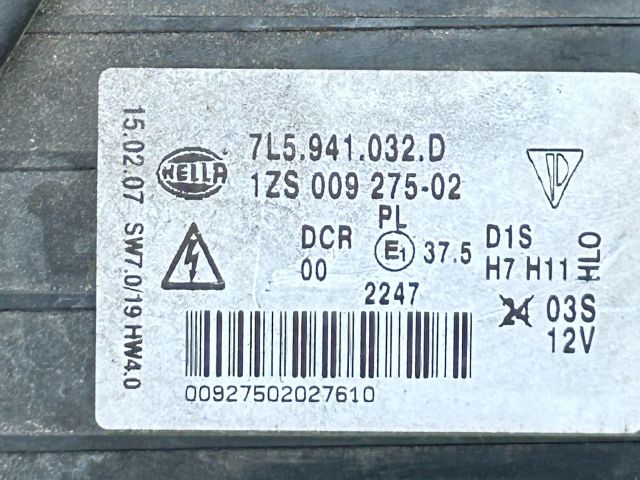 15.02.07 SW7.0/19 HW4.0
HELLA
7L5.941.032.D
1ZS 009 275-02
PL
DCR
00
E1
37.5
2247
D1S
H7 H11
HLO
24 03S
12V
00927502027610